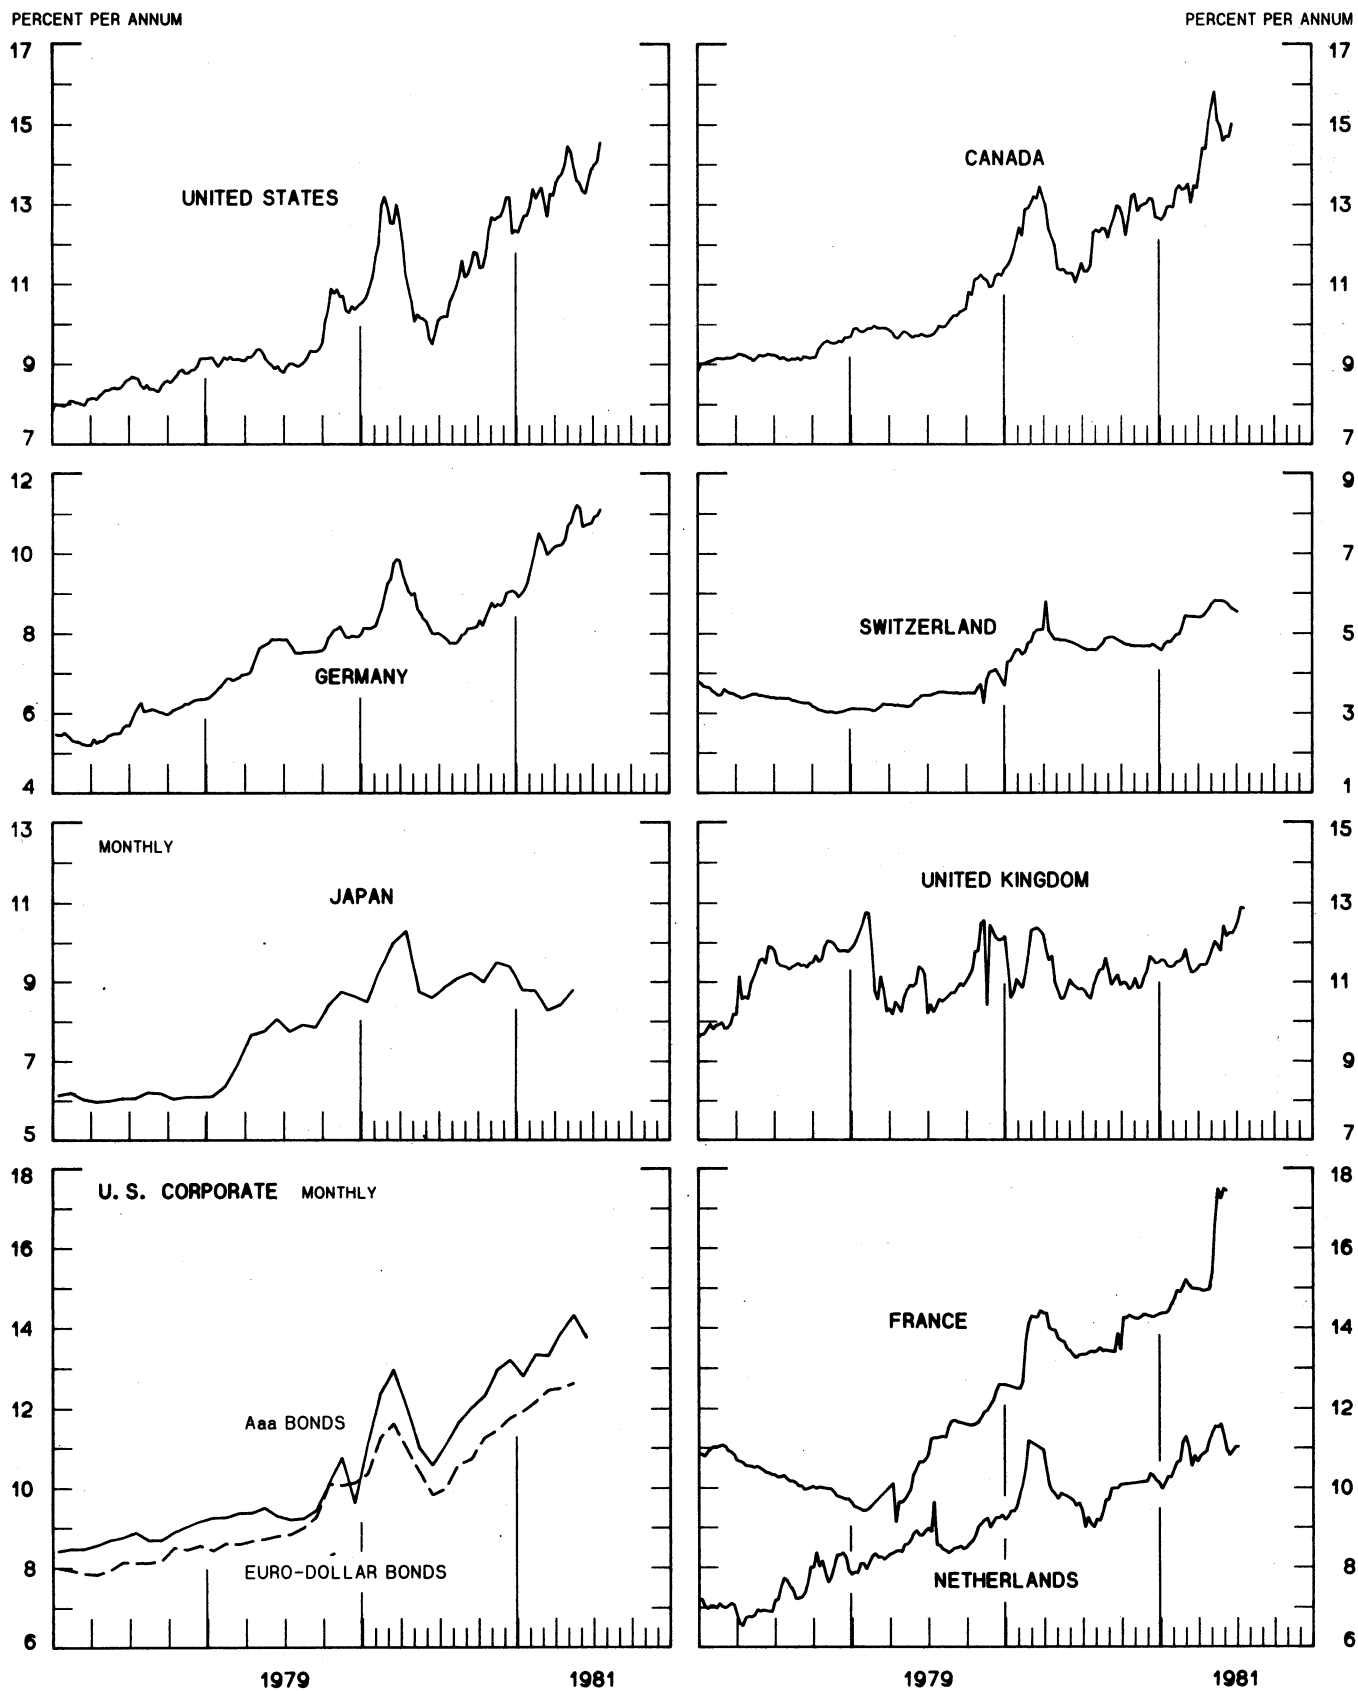 PERCENT PER ANNUM PERCENT PER ANNUM
17 17
15 15
CANADA
UNITED STATES
13 13
11 11
9 9
7 7
12 9
10 7
SWITZERLAND
8 5
GERMANY
6 3
4 1
13 15
MONTHLY
UNITED KINGDOM
JAPAN
11 13
9 11
7 9
5 7
18 18
U.S. CORPORATE MONTHLY
16 16
FRANCE
14 14
Aaa BONDS
12 12
10 10
8 8
EURO-DOLLAR BONDS
NETHERLANDS
6 6
1979 1981 1979 1981